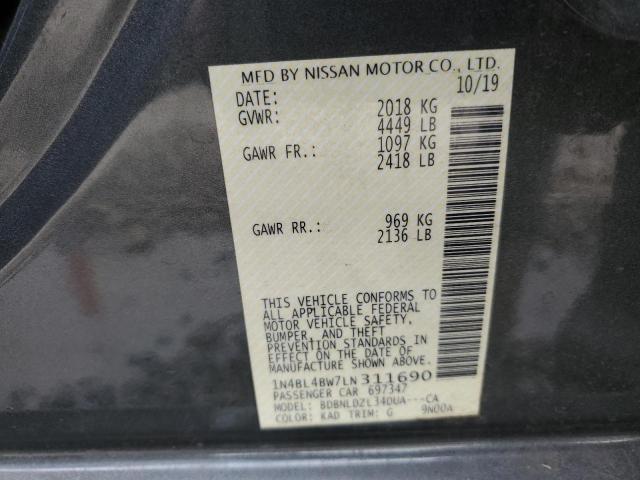 MFD BY NISSAN MOTOR CO., LTD.
DATE: 10/19
GVWR: 2018 KG
4449 LB
GAWR FR.: 1097 KG
2418 LB
GAWR RR.: 969 KG
2136 LB
THIS VEHICLE CONFORMS TO
ALL APPLICABLE FEDERAL
MOTOR VEHICLE SAFETY,
BUMPER, AND THEFT
PREVENTION STANDARDS IN
EFFECT ON THE DATE OF
MANUFACTURE SHOWN ABOVE.
1N4BL4BW7LN311690
PASSENGER CAR 697347
MODEL: BDBNLDZL34DUA---CA
COLOR: KAD TRIM: G 9N00A